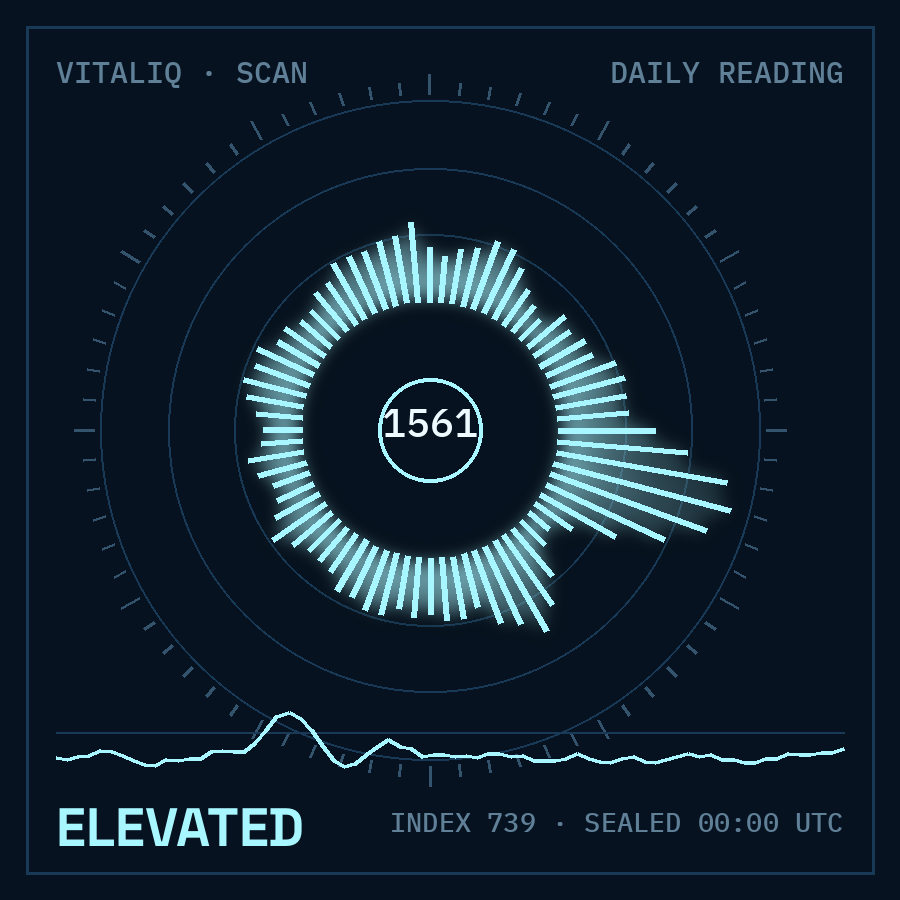 VITALIQ · SCAN
DAILY READING
1561
ELEVATED
INDEX 739 · SEALED 00:00 UTC